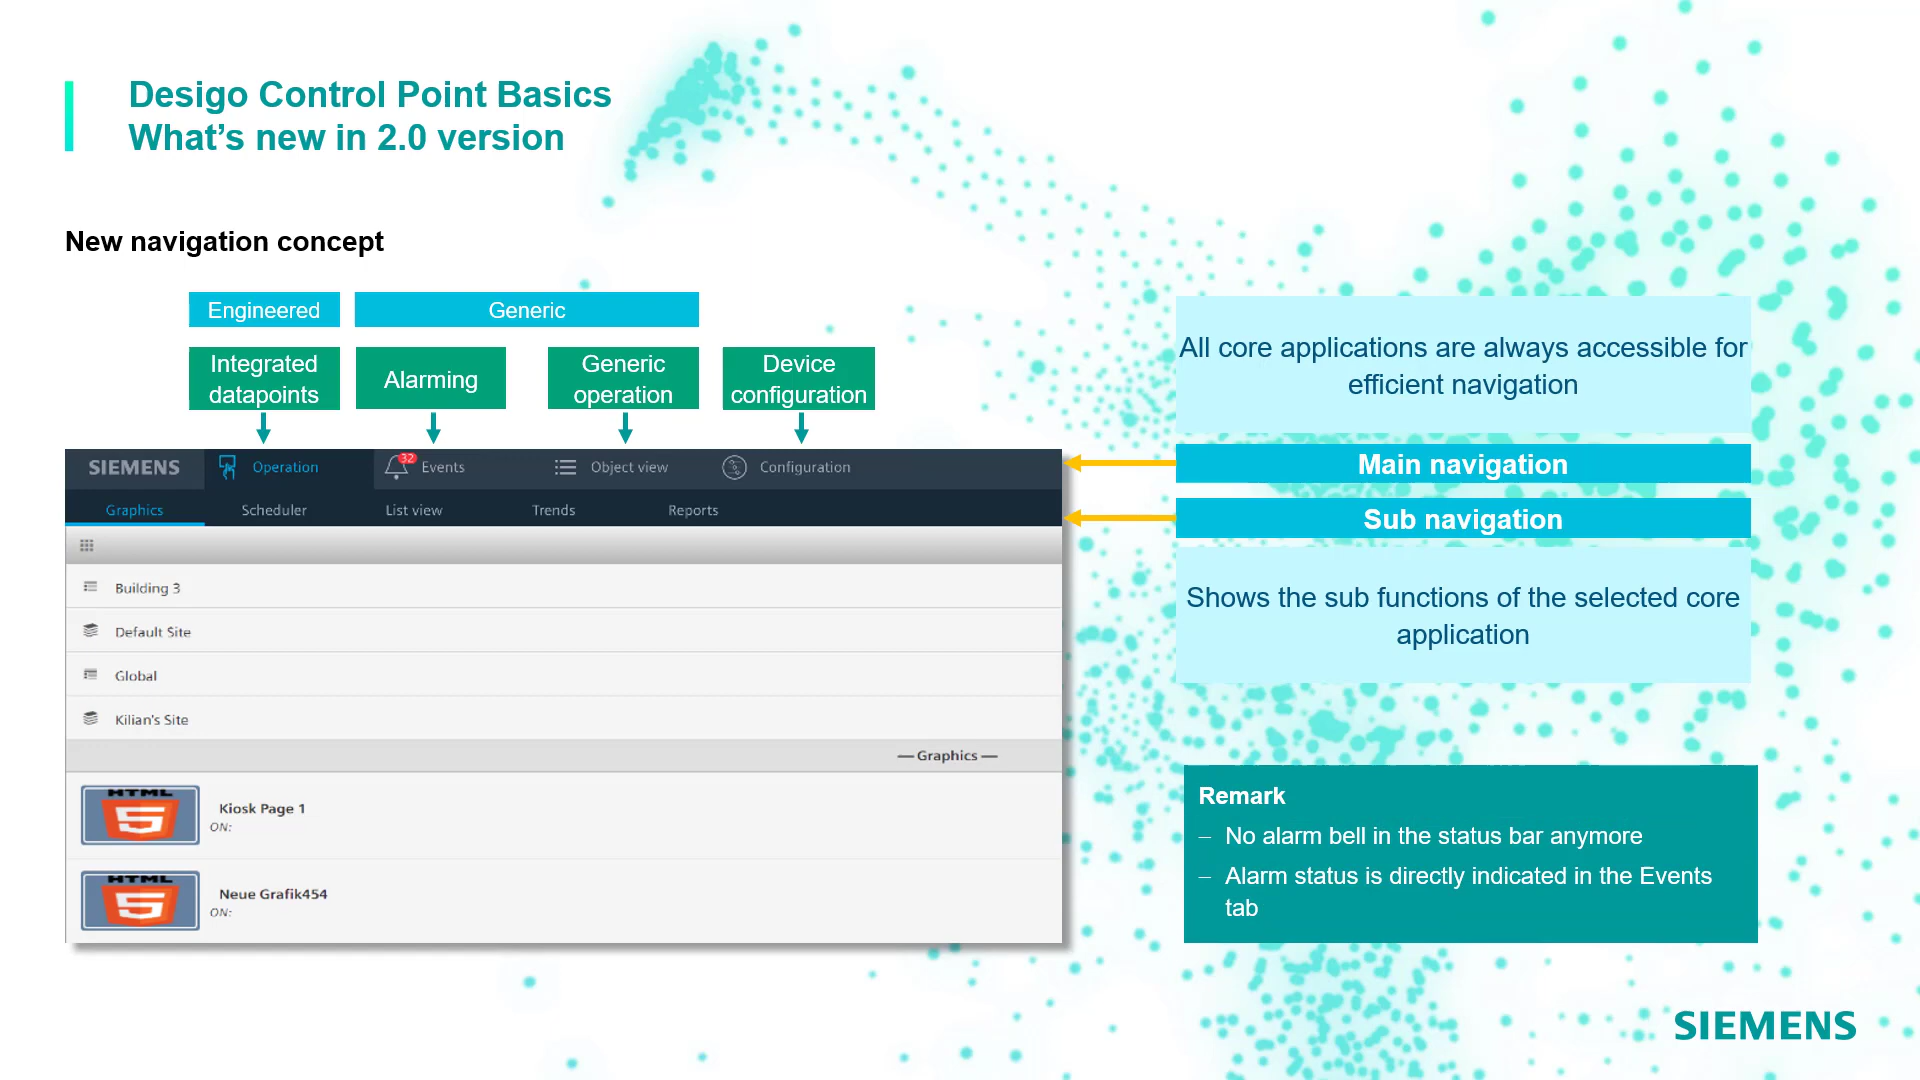 Desigo Control Point Basics
What's new in 2.0 version
New navigation concept
Engineered
Generic
Integrated
datapoints
Alarming
Generic
operation
Device
configuration
SIEMENS
Operation
32
Events
Object view
Configuration
Graphics
Scheduler
List view
Trends
Reports
Building 3
Default Site
Global
Kilian's Site
— Graphics —
HTML
5
Kiosk Page 1
ON:
HTML
5
Neue Grafik454
ON:
All core applications are always accessible for
efficient navigation
Main navigation
Sub navigation
Shows the sub functions of the selected core
application
Remark
– No alarm bell in the status bar anymore
– Alarm status is directly indicated in the Events
tab
SIEMENS